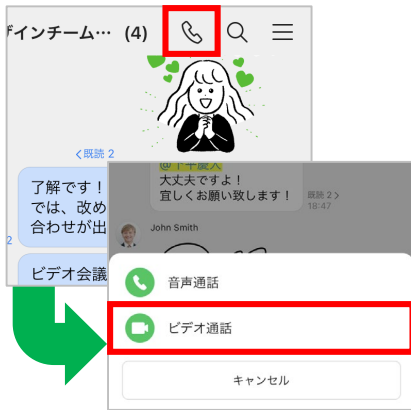 ザインチーム… (4)
<既読 2
了解です！
では、改め
合わせが出
2
ビデオ会議
大丈夫ですよ！
宜しくお願い致します！
既読 2 >
18:47
John Smith
音声通話
ビデオ通話
キャンセル